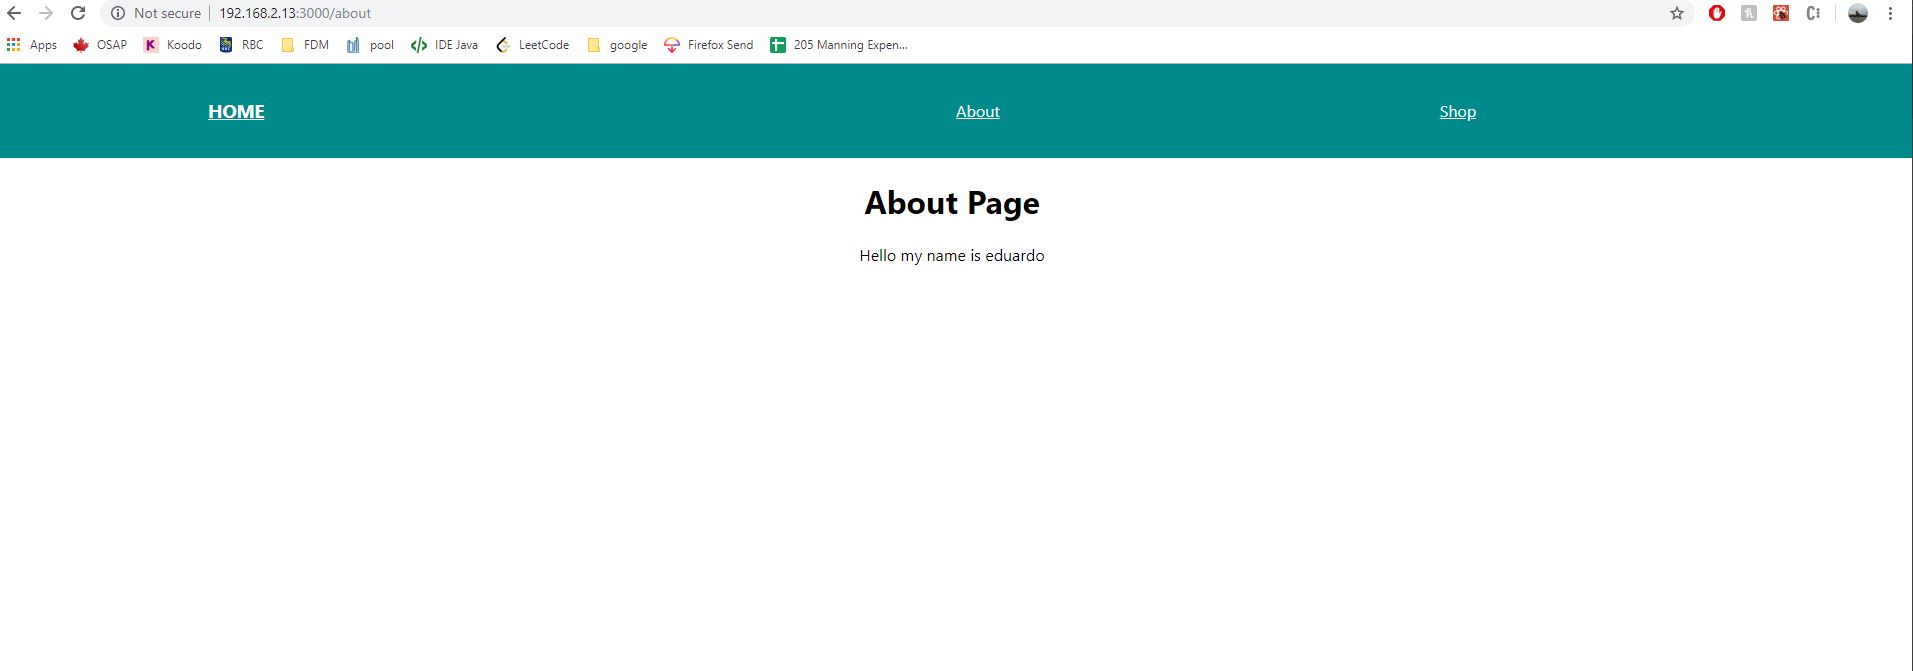 Not secure 192.168.2.13:3000/about
Apps OSAP Koodo RBC FDM pool IDE Java LeetCode google Firefox Send 205 Manning Expen...
HOME About Shop
About Page
Hello my name is eduardo